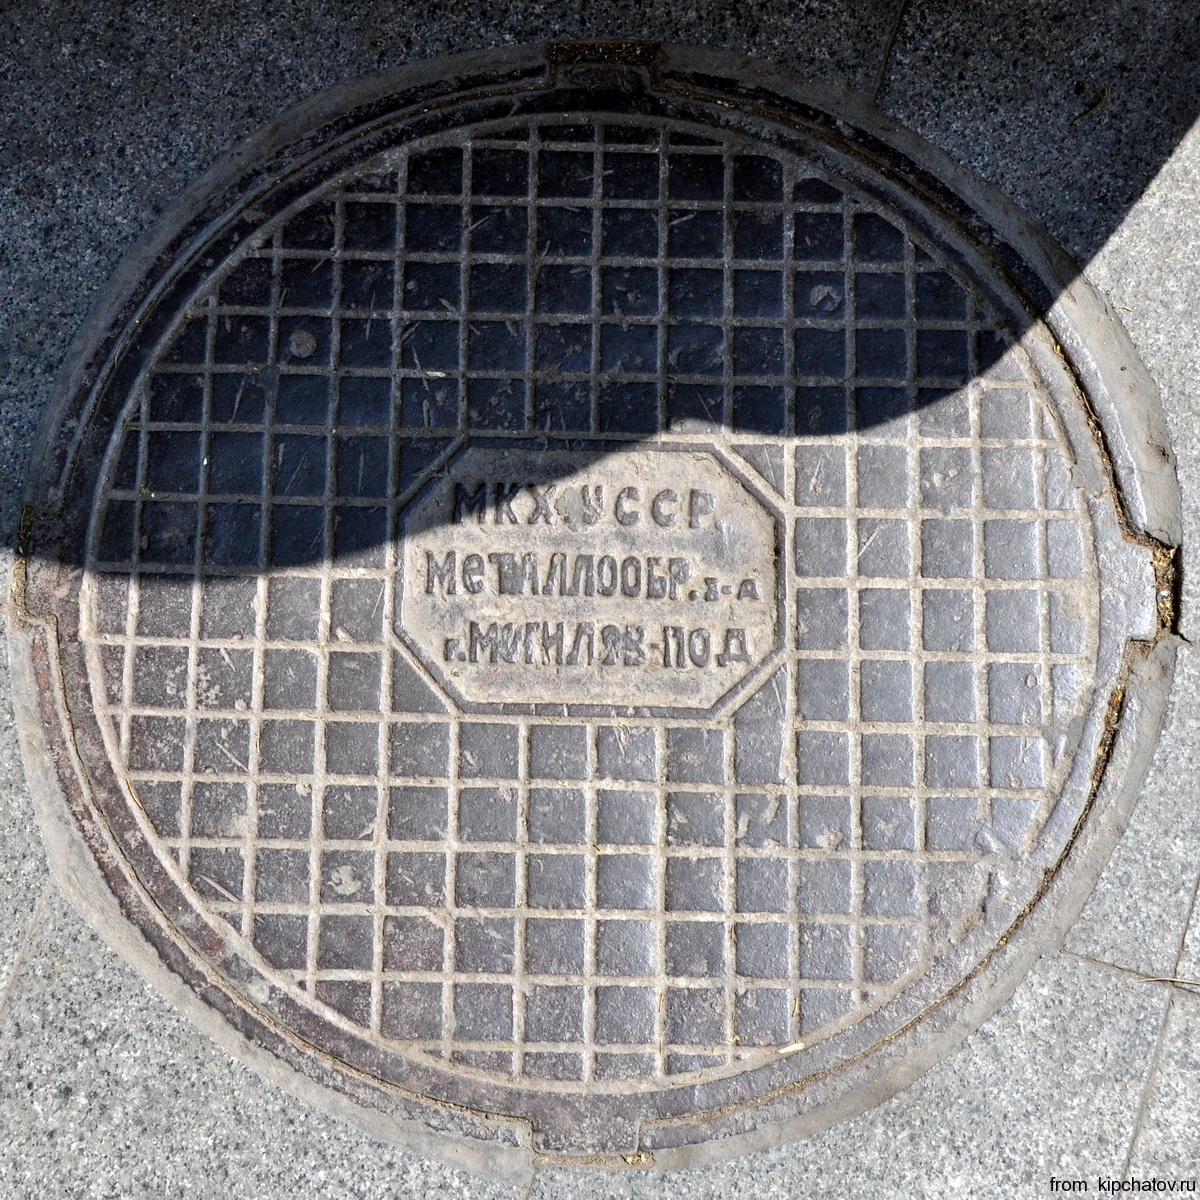 МКХ.УССР
МЕТАЛЛООБР.З-Д
г.МОГИЛЯВ-ПОД
from kipchatov.ru